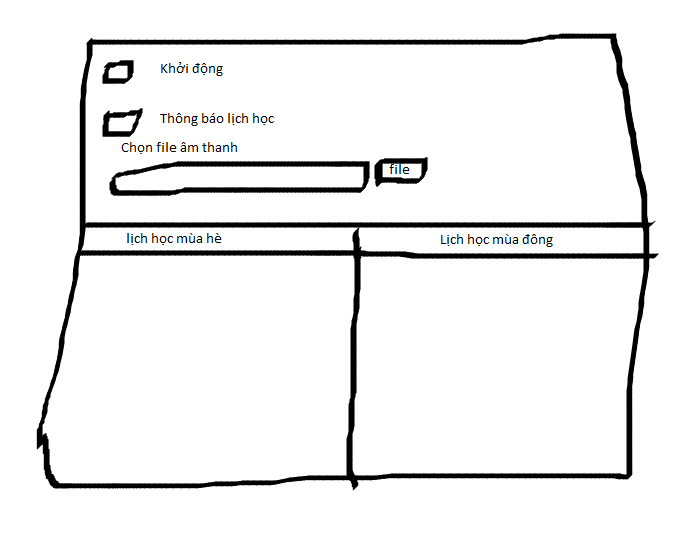 Khởi động
Thông báo lịch học
Chọn file âm thanh
file
lịch học mùa hè
Lịch học mùa đông